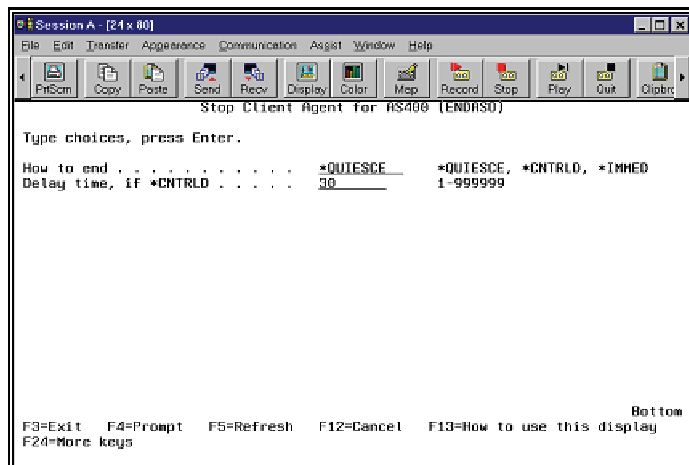 Session A - [24 x 80]
File Edit Transfer Appearance Communication Assist Window Help
PrtScrn Copy Paste Send Recv Display Color Map Record Stop Play Quit Clipbrd
Stop Client Agent for AS400 (ENDASO)
Type choices, press Enter.
How to end . . . . . . . . . . . *QUIESCE *QUIESCE, *CNTRLD, *IMMED
Delay time, if *CNTRLD . . . . . 30 1-999999
Bottom
F3=Exit F4=Prompt F5=Refresh F12=Cancel F13=How to use this display
F24=More keys